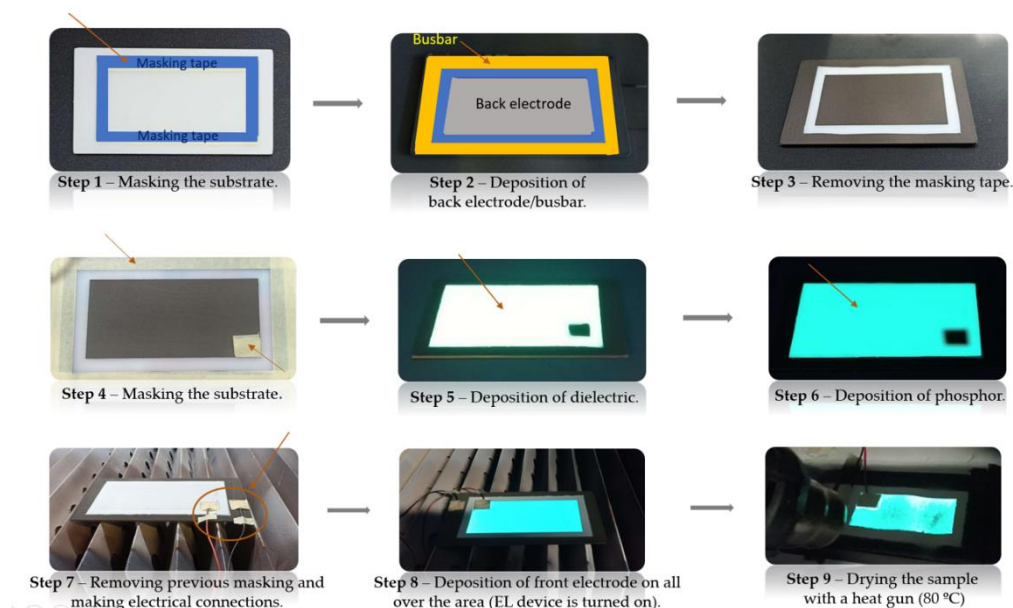 Masking tape
Masking tape
Step 1 – Masking the substrate.
Busbar
Back electrode
Step 2 – Deposition of
back electrode/busbar.
Step 3 – Removing the masking tape.
Step 4 – Masking the substrate.
Step 5 – Deposition of dielectric.
Step 6 – Deposition of phosphor.
Step 7 – Removing previous masking and
making electrical connections.
Step 8 – Deposition of front electrode on all
over the area (EL device is turned on).
Step 9 – Drying the sample
with a heat gun (80 ºC)